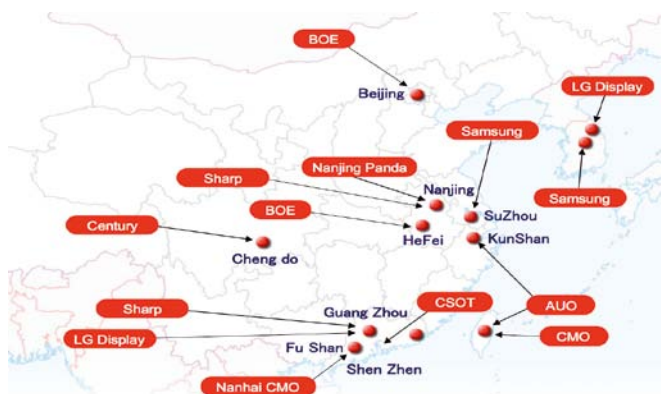 BOE
Beijing
LG Display
Samsung
Nanjing Panda
Sharp
Nanjing
Samsung
BOE
SuZhou
Century
HeFei
KunShan
Cheng do
Sharp
Guang Zhou
CSOT
AUO
LG Display
CMO
Fu Shan
Shen Zhen
Nanhai CMO